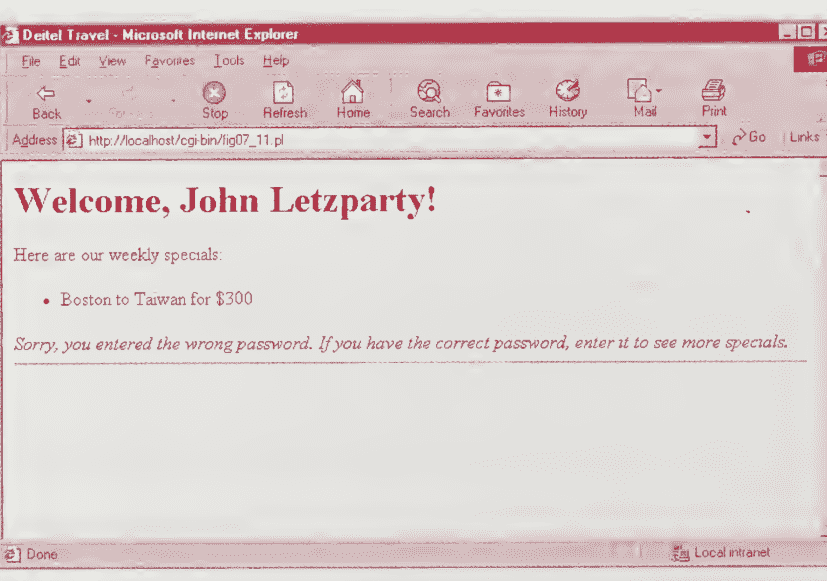 Deitel Travel - Microsoft Internet Explorer
File Edit View Favorites Tools Help
Back Stop Refresh Home Search Favorites History Mail Print
Address http://localhost/cgi-bin/fig07_11.pl Go Links
Welcome, John Letzparty!
Here are our weekly specials:
• Boston to Taiwan for $300
Sorry, you entered the wrong password. If you have the correct password, enter it to see more specials.
Done Local intranet